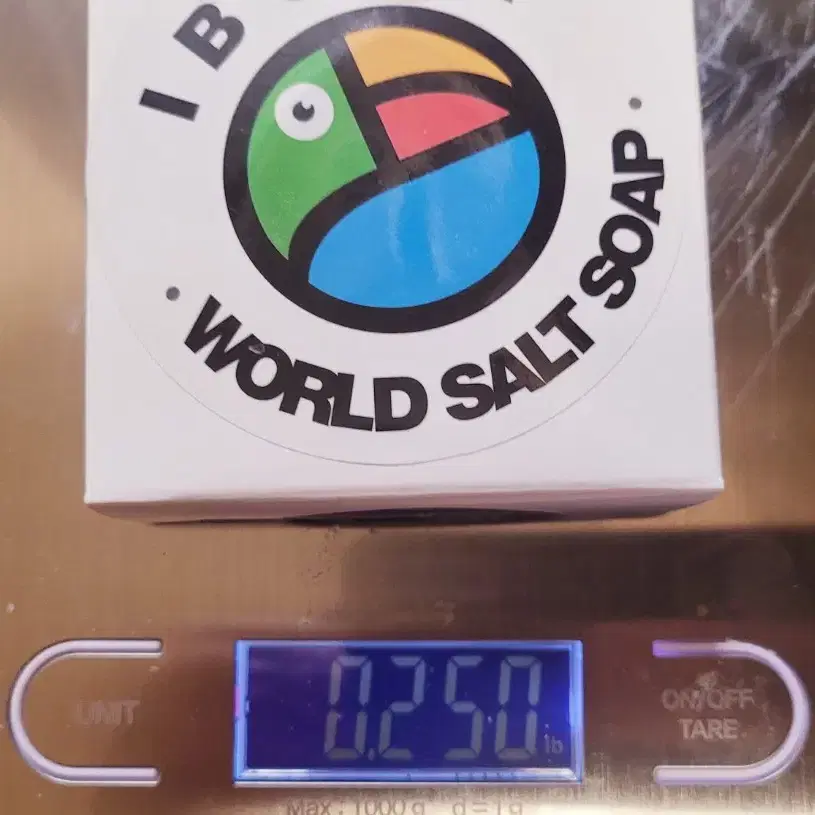 I B
WORLD SALT SOAP
UNIT
0.250 lb
ON/OFF
TARE
Max.1000g d=1g